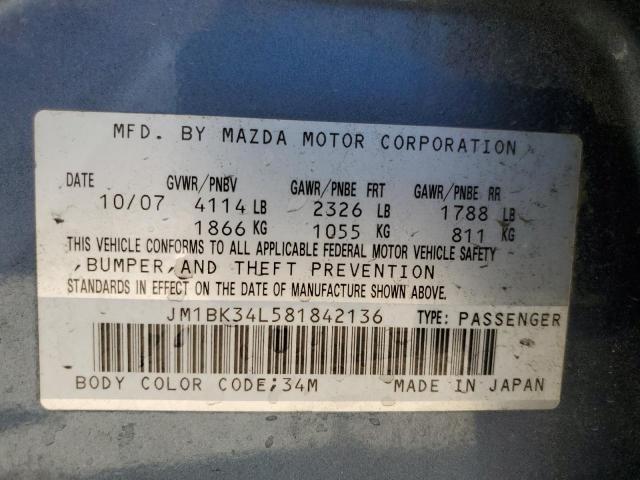 MFD. BY MAZDA MOTOR CORPORATION
DATE GVWR/PNBV GAWR/PNBE FRT GAWR/PNBE RR
10/07 4114 LB 2326 LB 1788 LB
1866 KG 1055 KG 811 KG
THIS VEHICLE CONFORMS TO ALL APPLICABLE FEDERAL MOTOR VEHICLE SAFETY
,BUMPER,AND THEFT PREVENTION
STANDARDS IN EFFECT ON THE DATE OF MANUFACTURE SHOWN ABOVE.
JM1BK34L581842136 TYPE: PASSENGER
BODY COLOR CODE;34M MADE IN JAPAN